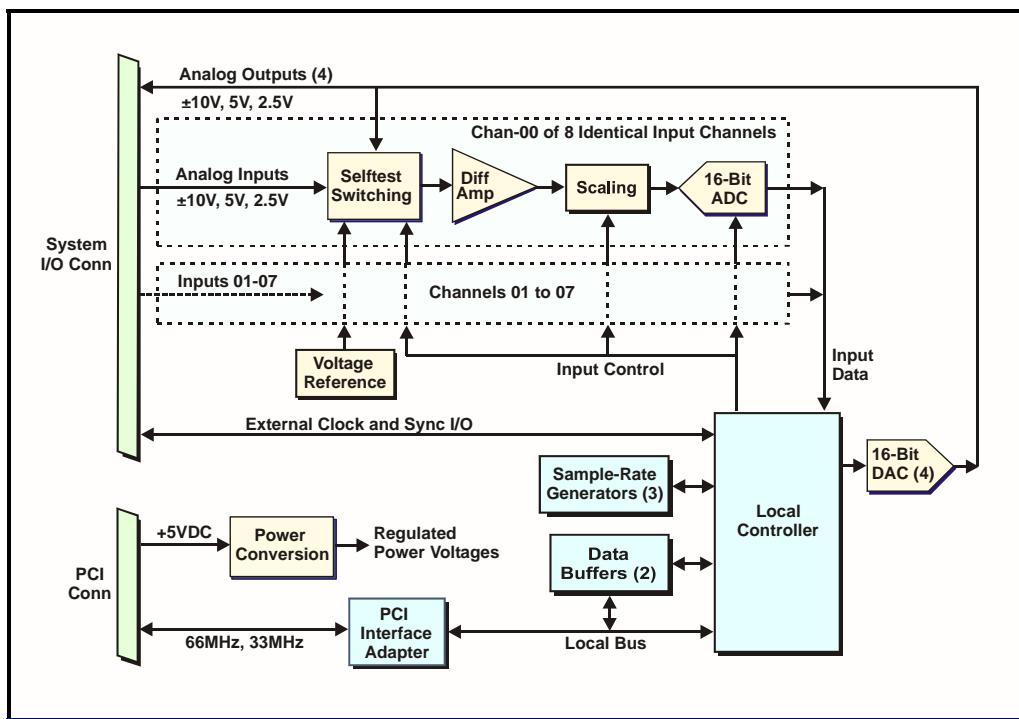 Analog Outputs (4)
±10V, 5V, 2.5V
Chan-00 of 8 Identical Input Channels
Analog Inputs
±10V, 5V, 2.5V
Selftest
Switching
Diff
Amp
Scaling
16-Bit
ADC
System
I/O Conn
Inputs 01-07
Channels 01 to 07
Voltage
Reference
Input Control
Input
Data
External Clock and Sync I/O
Sample-Rate
Generators (3)
16-Bit
DAC (4)
Local
Controller
+5VDC
Power
Conversion
Regulated
Power Voltages
Data
Buffers (2)
PCI
Conn
66MHz, 33MHz
PCI
Interface
Adapter
Local Bus